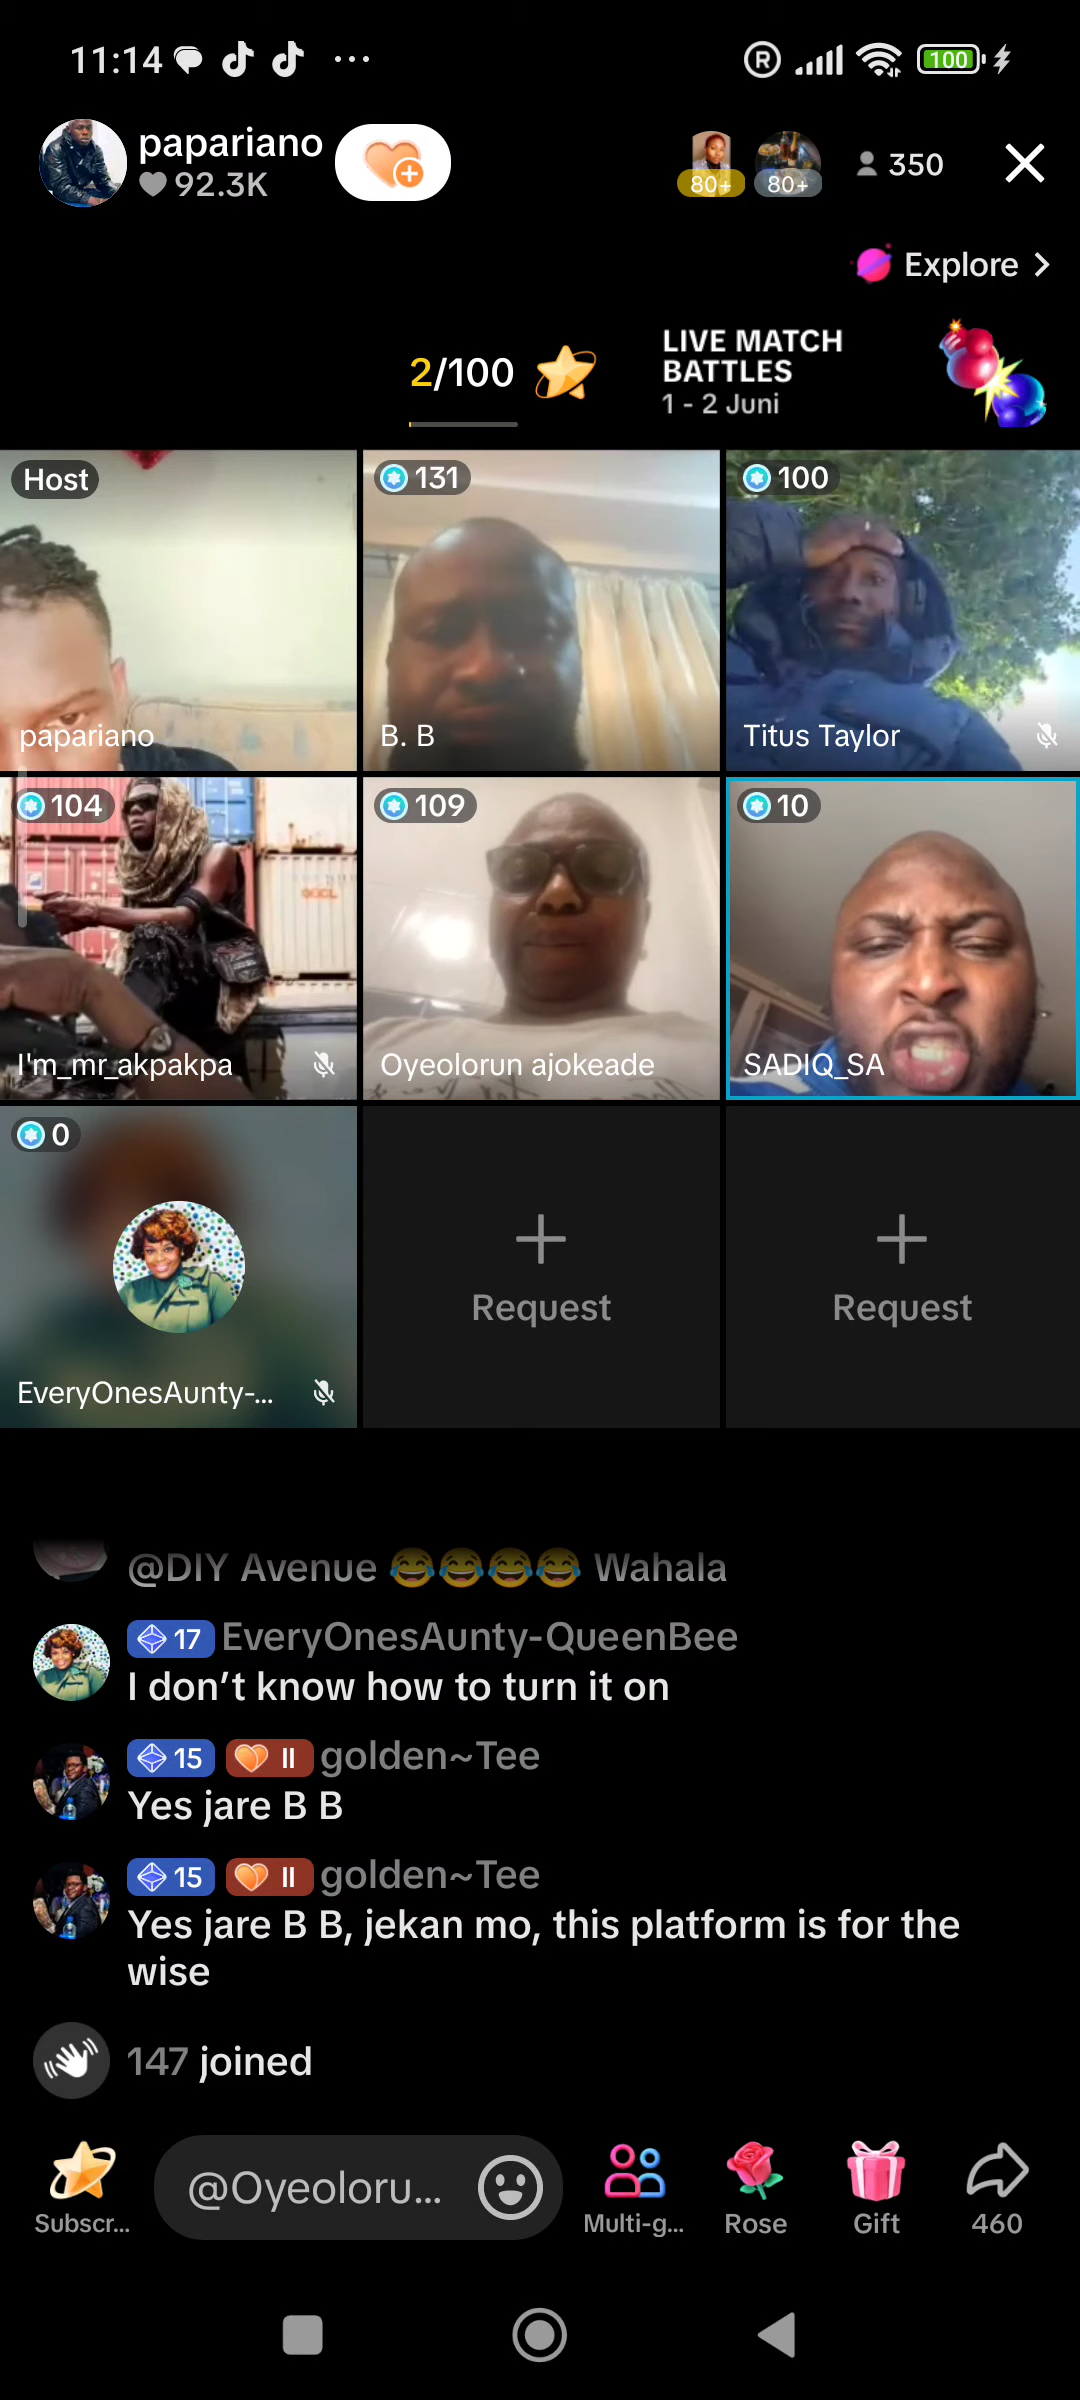 11:14
100
papariano
92.3K
80+
80+
350
Explore
2/100
LIVE MATCH
BATTLES
1 - 2 Juni
Host
131
100
papariano
B. B
Titus Taylor
104
109
10
I'm_mr_akpakpa
Oyeolorun ajokeade
SADIQ_SA
0
EveryOnesAunty-...
Request
Request
@DIY Avenue 😂😂😂😂 Wahala
17 EveryOnesAunty-QueenBee
I don’t know how to turn it on
15 II golden~Tee
Yes jare B B
15 II golden~Tee
Yes jare B B, jekan mo, this platform is for the
wise
147 joined
@Oyeoloru...
Subscr...
Multi-g...
Rose
Gift
460